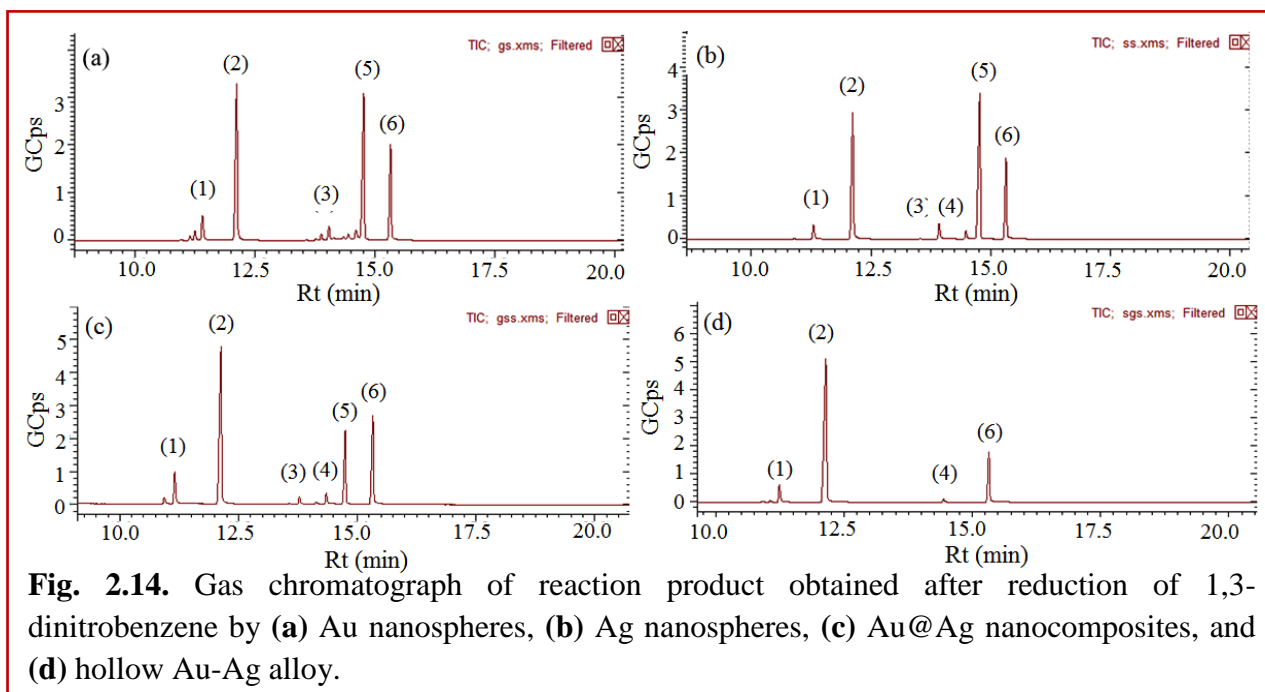 (a)
TIC; gs.xms; Filtered
(1)
(2)
(3)
(5)
(6)
GCps
3
2
1
0
10.0 12.5 15.0 17.5 20.0
Rt (min)
(b)
TIC; ss.xms; Filtered
(1)
(2)
(3)
(4)
(5)
(6)
GCps
4
3
2
1
0
10.0 12.5 15.0 17.5 20.0
Rt (min)
(c)
TIC; gss.xms; Filtered
(1)
(2)
(3)
(4)
(5)
(6)
GCps
5
4
3
2
1
0
10.0 12.5 15.0 17.5 20.0
Rt (min)
(d)
TIC; sgs.xms; Filtered
(1)
(2)
(4)
(6)
GCps
6
5
4
3
2
1
0
10.0 12.5 15.0 17.5 20.0
Rt (min)
Fig. 2.14. Gas chromatograph of reaction product obtained after reduction of 1,3-
dinitrobenzene by (a) Au nanospheres, (b) Ag nanospheres, (c) Au@Ag nanocomposites, and
(d) hollow Au-Ag alloy.